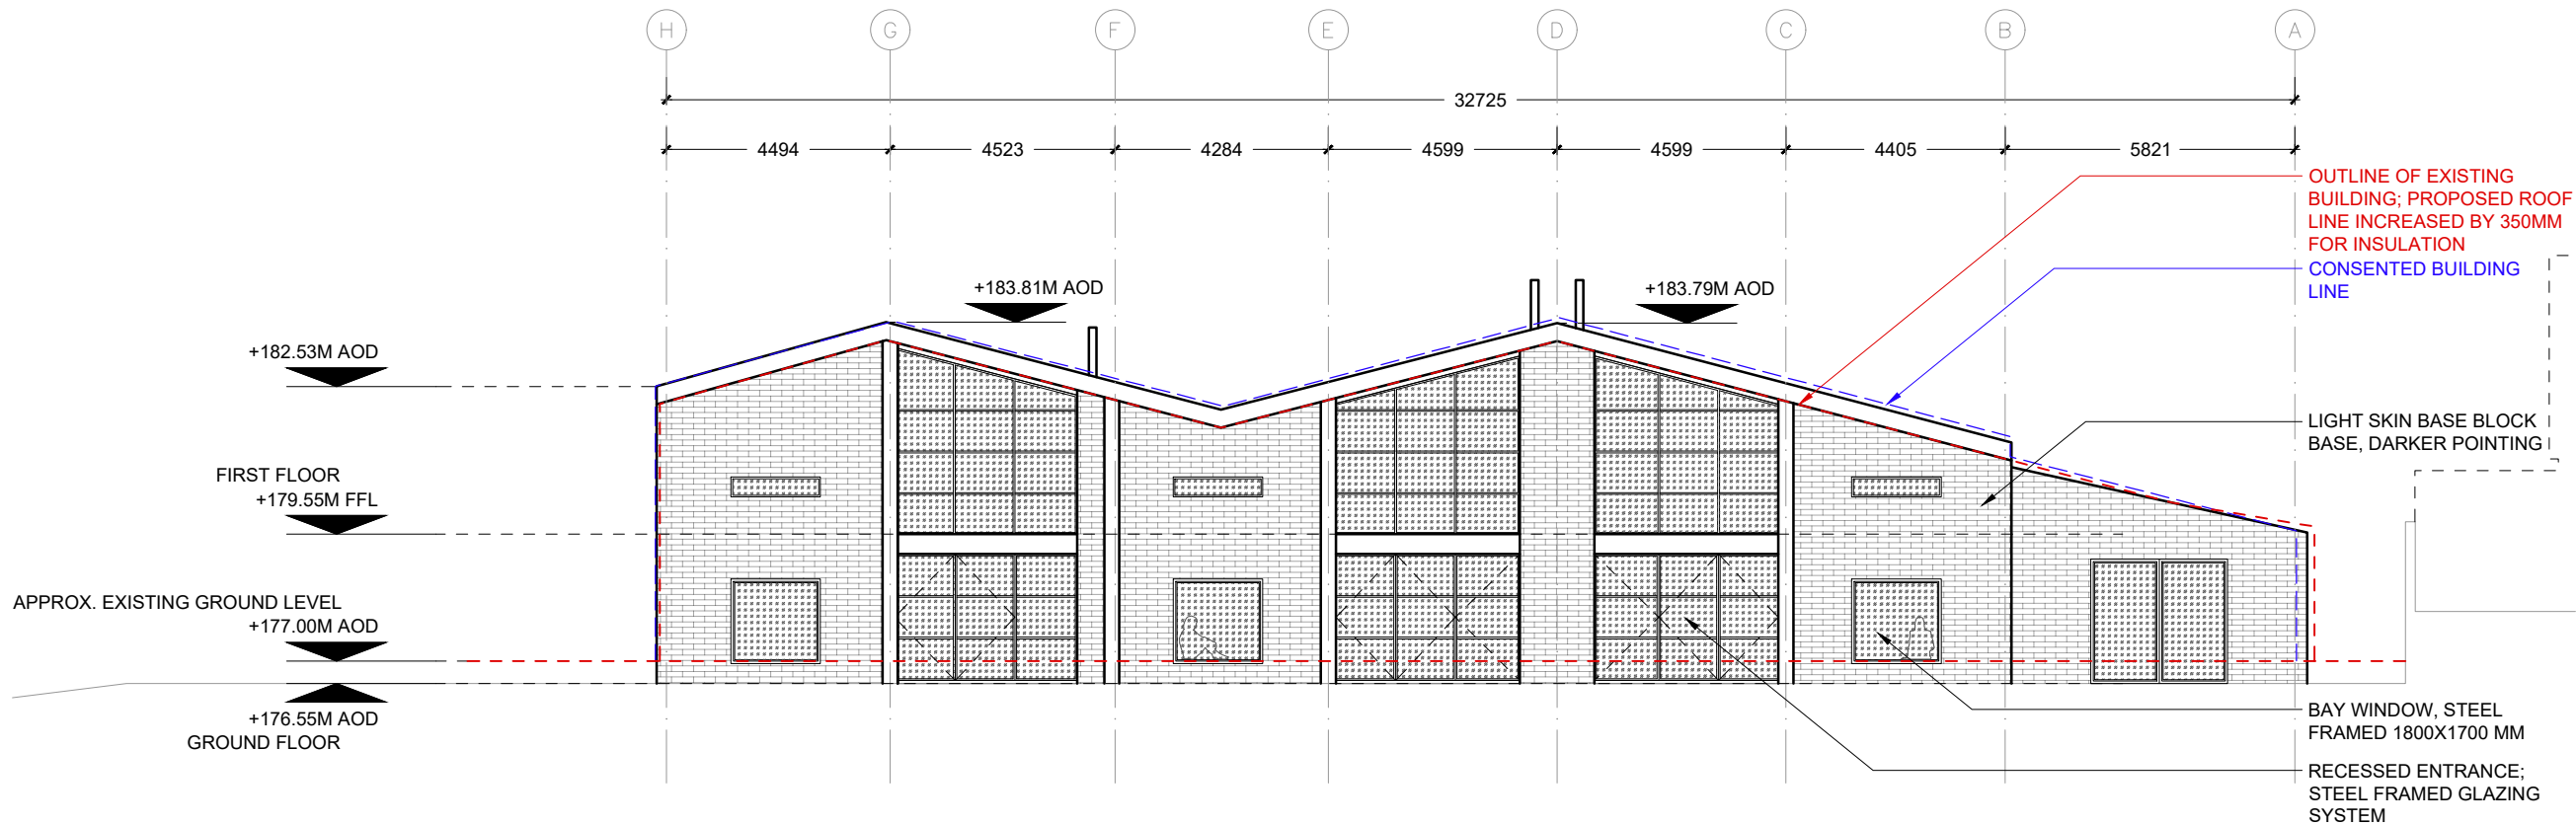 H G F E D C B A
32725
4494 4523 4284 4599 4599 4405 5821
OUTLINE OF EXISTING
BUILDING; PROPOSED ROOF
LINE INCREASED BY 350MM
FOR INSULATION
CONSENTED BUILDING
LINE
+183.81M AOD
+183.79M AOD
+182.53M AOD
LIGHT SKIN BASE BLOCK
BASE, DARKER POINTING
FIRST FLOOR
+179.55M FFL
APPROX. EXISTING GROUND LEVEL
+177.00M AOD
+176.55M AOD
GROUND FLOOR
BAY WINDOW, STEEL
FRAMED 1800X1700 MM
RECESSED ENTRANCE;
STEEL FRAMED GLAZING
SYSTEM